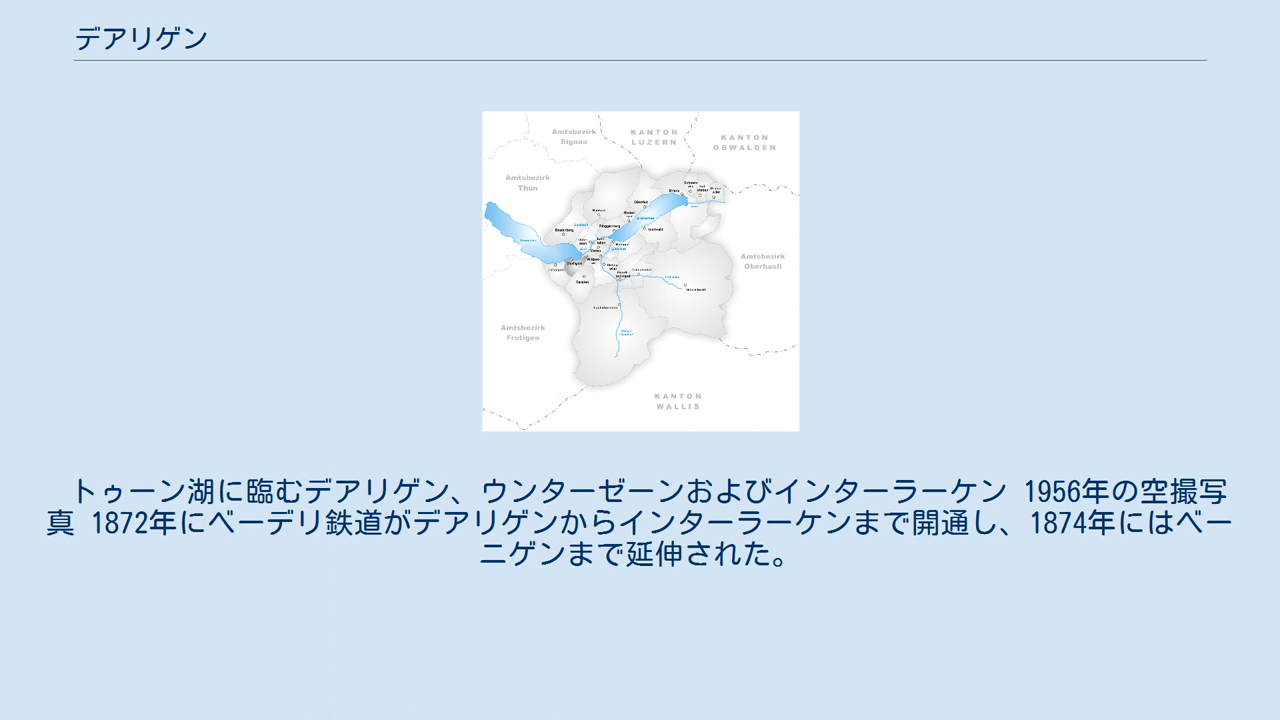 デアリゲン
Amtsbezirk
Signau
KANTON
LUZERN
KANTON
OBWALDEN
Amtsbezirk
Thun
Amtsbezirk
Oberhasli
Amtsbezirk
Frutigen
KANTON
WALLIS
トゥーン湖に臨むデアリゲン、ウンターゼーンおよびインターラーケン 1956年の空撮写
真 1872年にベーデリ鉄道がデアリゲンからインターラーケンまで開通し、1874年にはベー
ニゲンまで延伸された。